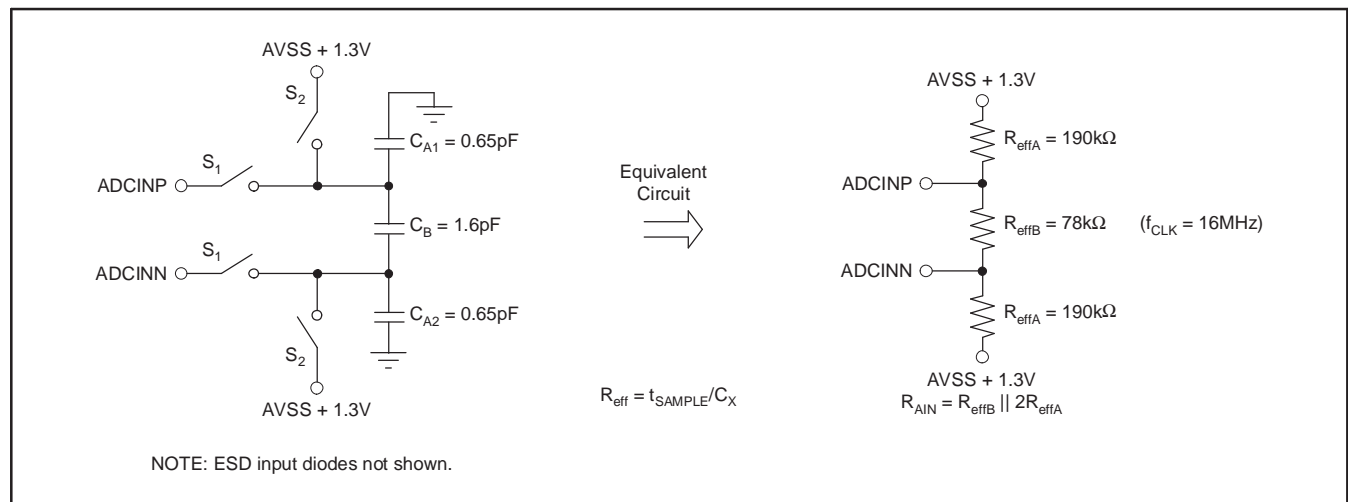 AVSS + 1.3V
S2
CA1 = 0.65pF
S1
ADCINP
CB = 1.6pF
S1
ADCINN
CA2 = 0.65pF
S2
AVSS + 1.3V
NOTE: ESD input diodes not shown.
Equivalent
Circuit
Reff = tSAMPLE/CX
AVSS + 1.3V
ReffA = 190kΩ
ADCINP
ReffB = 78kΩ (fCLK = 16MHz)
ADCINN
ReffA = 190kΩ
AVSS + 1.3V
RAIN = ReffB || 2ReffA